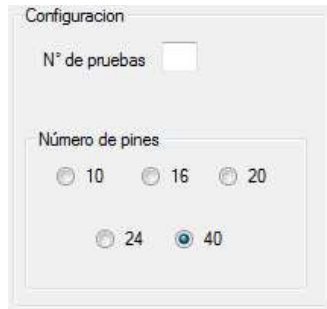 Configuracion
N° de pruebas
Número de pines
10 16 20
24 40